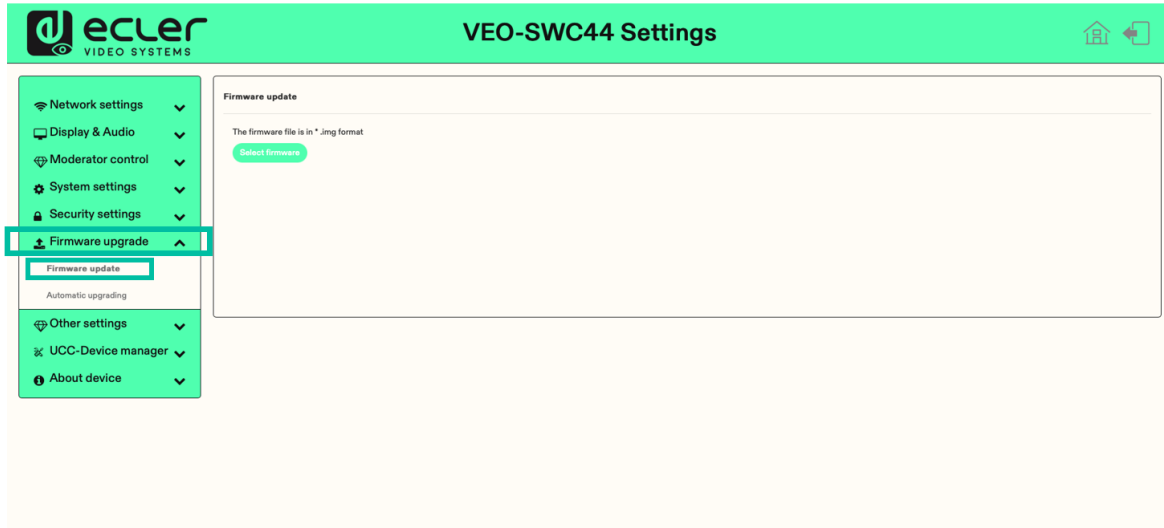 ecler
VIDEO SYSTEMS
VEO-SWC44 Settings
Network settings
Display & Audio
Moderator control
System settings
Security settings
Firmware upgrade
Firmware update
Automatic upgrading
Other settings
UCC-Device manager
About device
Firmware update
The firmware file is in * .img format
Select firmware